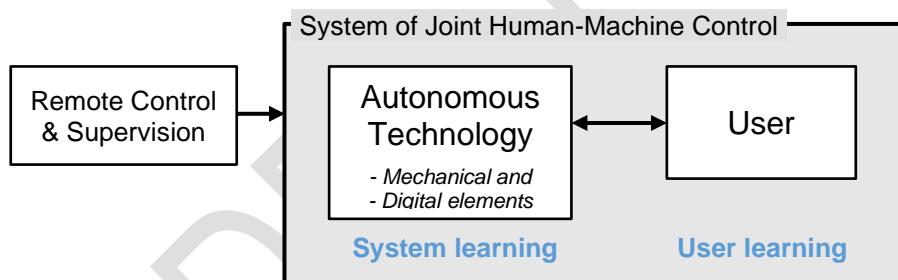 System of Joint Human-Machine Control
Remote Control
& Supervision
Autonomous
Technology
- Mechanical and
- Digital elements
User
System learning
User learning